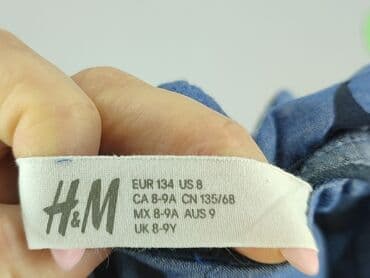 H&M
EUR 134 US 8
CA 8-9A CN 135/68
MX 8-9A AUS 9
UK 8-9Y